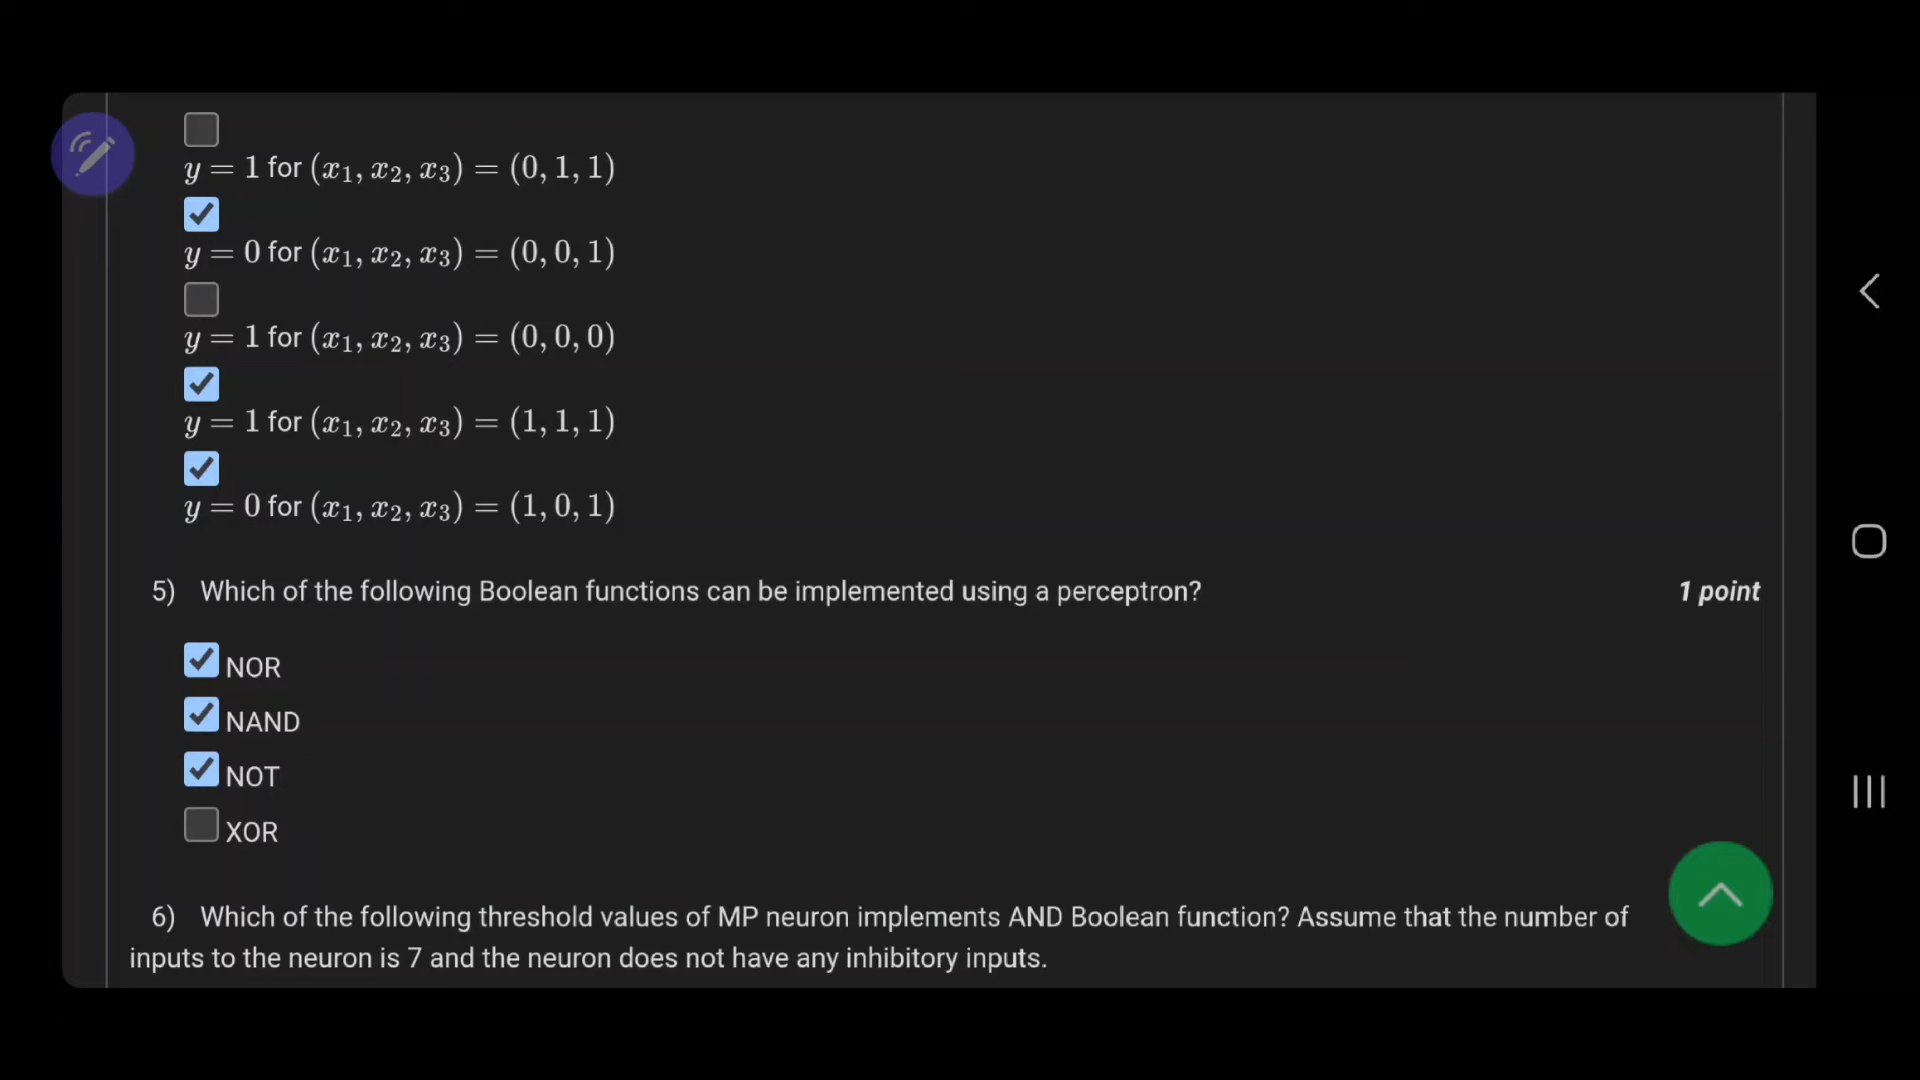 y = 1 for (x₁, x₂, x₃) = (0, 1, 1)
y = 0 for (x₁, x₂, x₃) = (0, 0, 1)
y = 1 for (x₁, x₂, x₃) = (0, 0, 0)
y = 1 for (x₁, x₂, x₃) = (1, 1, 1)
y = 0 for (x₁, x₂, x₃) = (1, 0, 1)
5) Which of the following Boolean functions can be implemented using a perceptron? 1 point
NOR
NAND
NOT
XOR
6) Which of the following threshold values of MP neuron implements AND Boolean function? Assume that the number of
inputs to the neuron is 7 and the neuron does not have any inhibitory inputs.